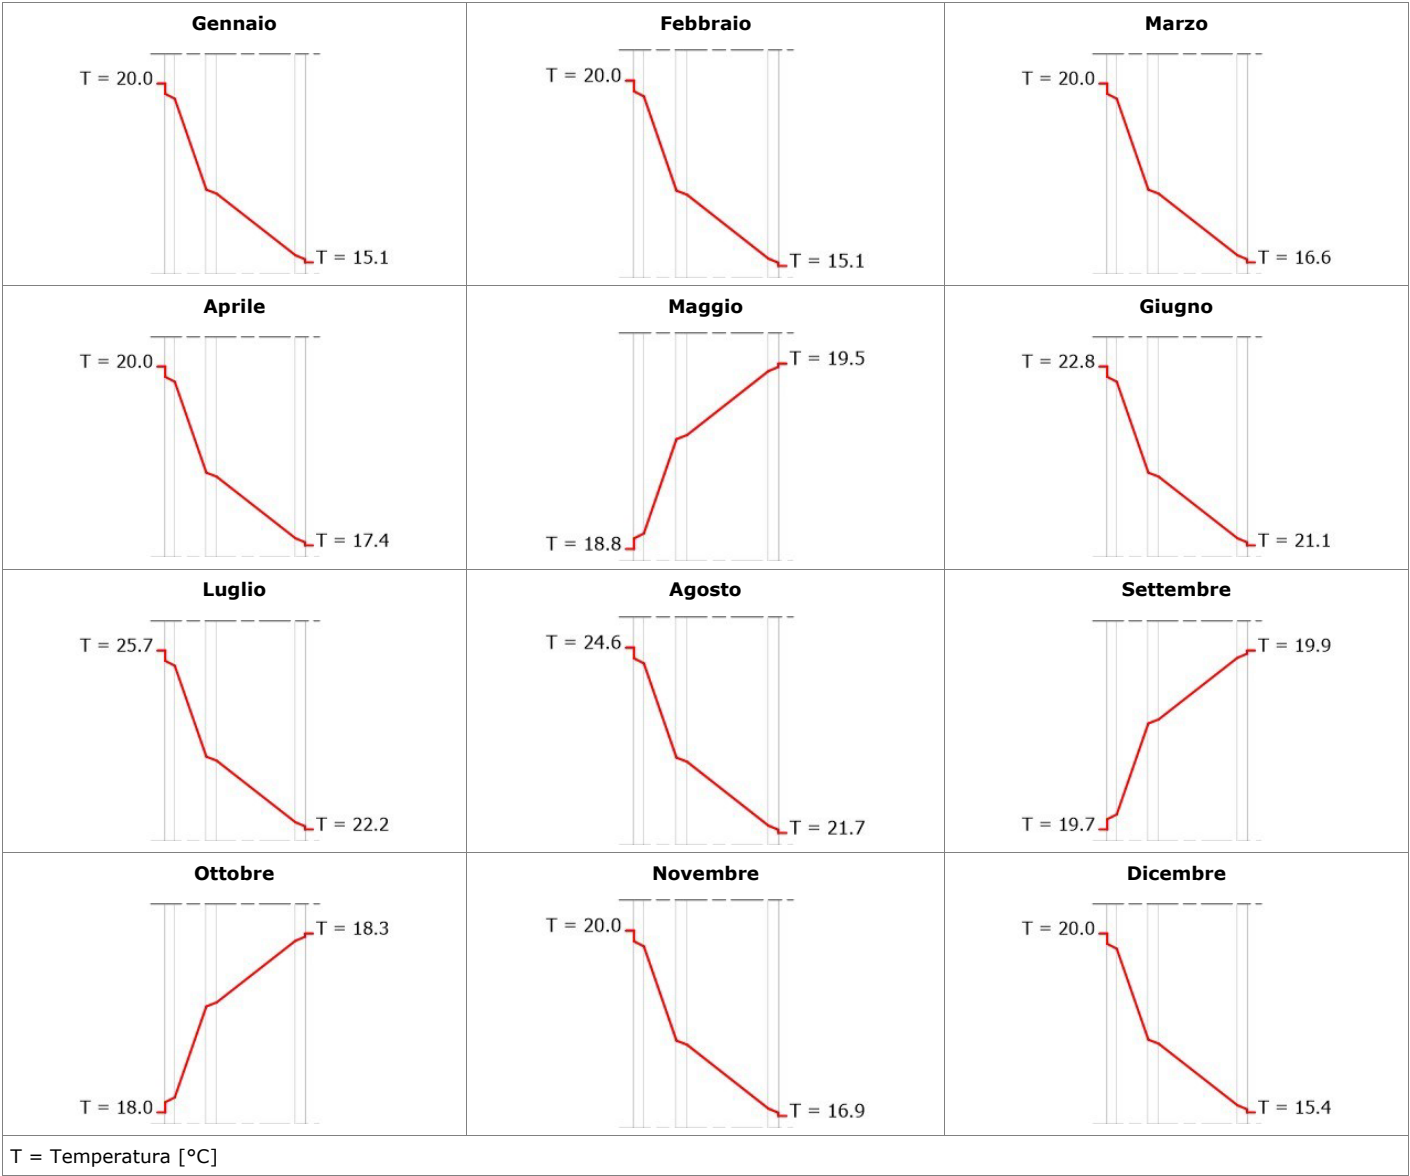 Gennaio
T = 20.0
T = 15.1
Febbraio
T = 20.0
T = 15.1
Marzo
T = 20.0
T = 16.6
Aprile
T = 20.0
T = 17.4
Maggio
T = 19.5
T = 18.8
Giugno
T = 22.8
T = 21.1
Luglio
T = 25.7
T = 22.2
Agosto
T = 24.6
T = 21.7
Settembre
T = 19.9
T = 19.7
Ottobre
T = 18.3
T = 18.0
Novembre
T = 20.0
T = 16.9
Dicembre
T = 20.0
T = 15.4
T = Temperatura [°C]